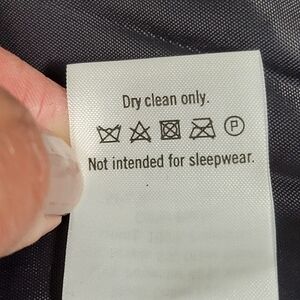 Dry clean only.
P
Not intended for sleepwear.